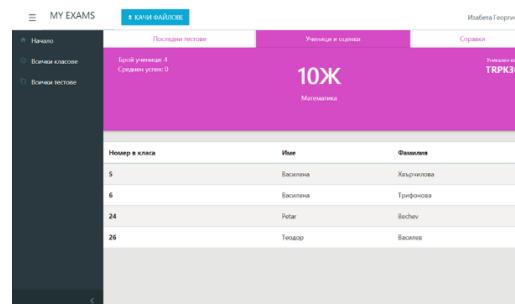 MY EXAMS
КАЧИ ФАЙЛОВЕ
Изабела
Начало
Всички класове
Всички тестове
Последни тестове
Ученици и оценки
Справки
Брой ученици: 4
Среден успех: 0
10Ж
Математика
TRPK3
Номер в класа Име Фамилия
5 Василена Хвърчилова
6 Василена Трифонова
24 Petar Bechev
26 Теодор Василев